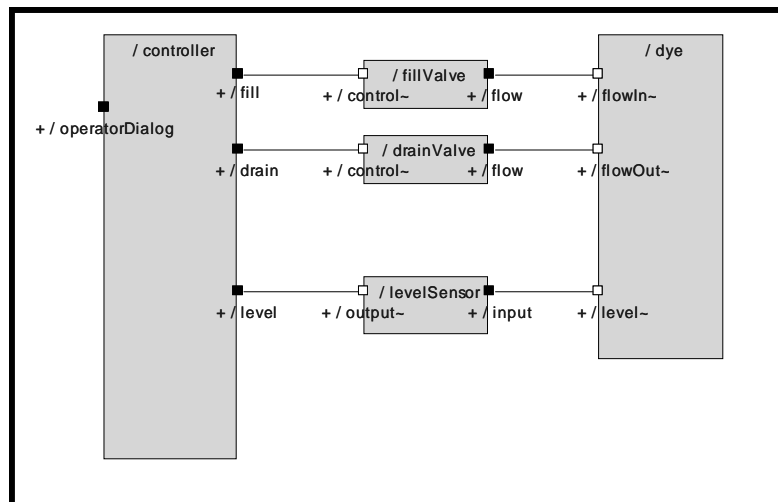 / controller
/ fillValve
/ dye
+ / fill
+ / control~
+ / flow
+ / flowIn~
+ / operatorDialog
/ drainValve
+ / drain
+ / control~
+ / flow
+ / flowOut~
/ levelSensor
+ / level
+ / output~
+ / input
+ / level~